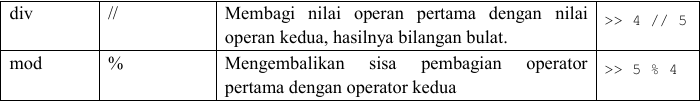 div // Membagi nilai operan pertama dengan nilai >> 4 // 5
operan kedua, hasilnya bilangan bulat.
mod % Mengembalikan sisa pembagian operator >> 5 % 4
pertama dengan operator kedua